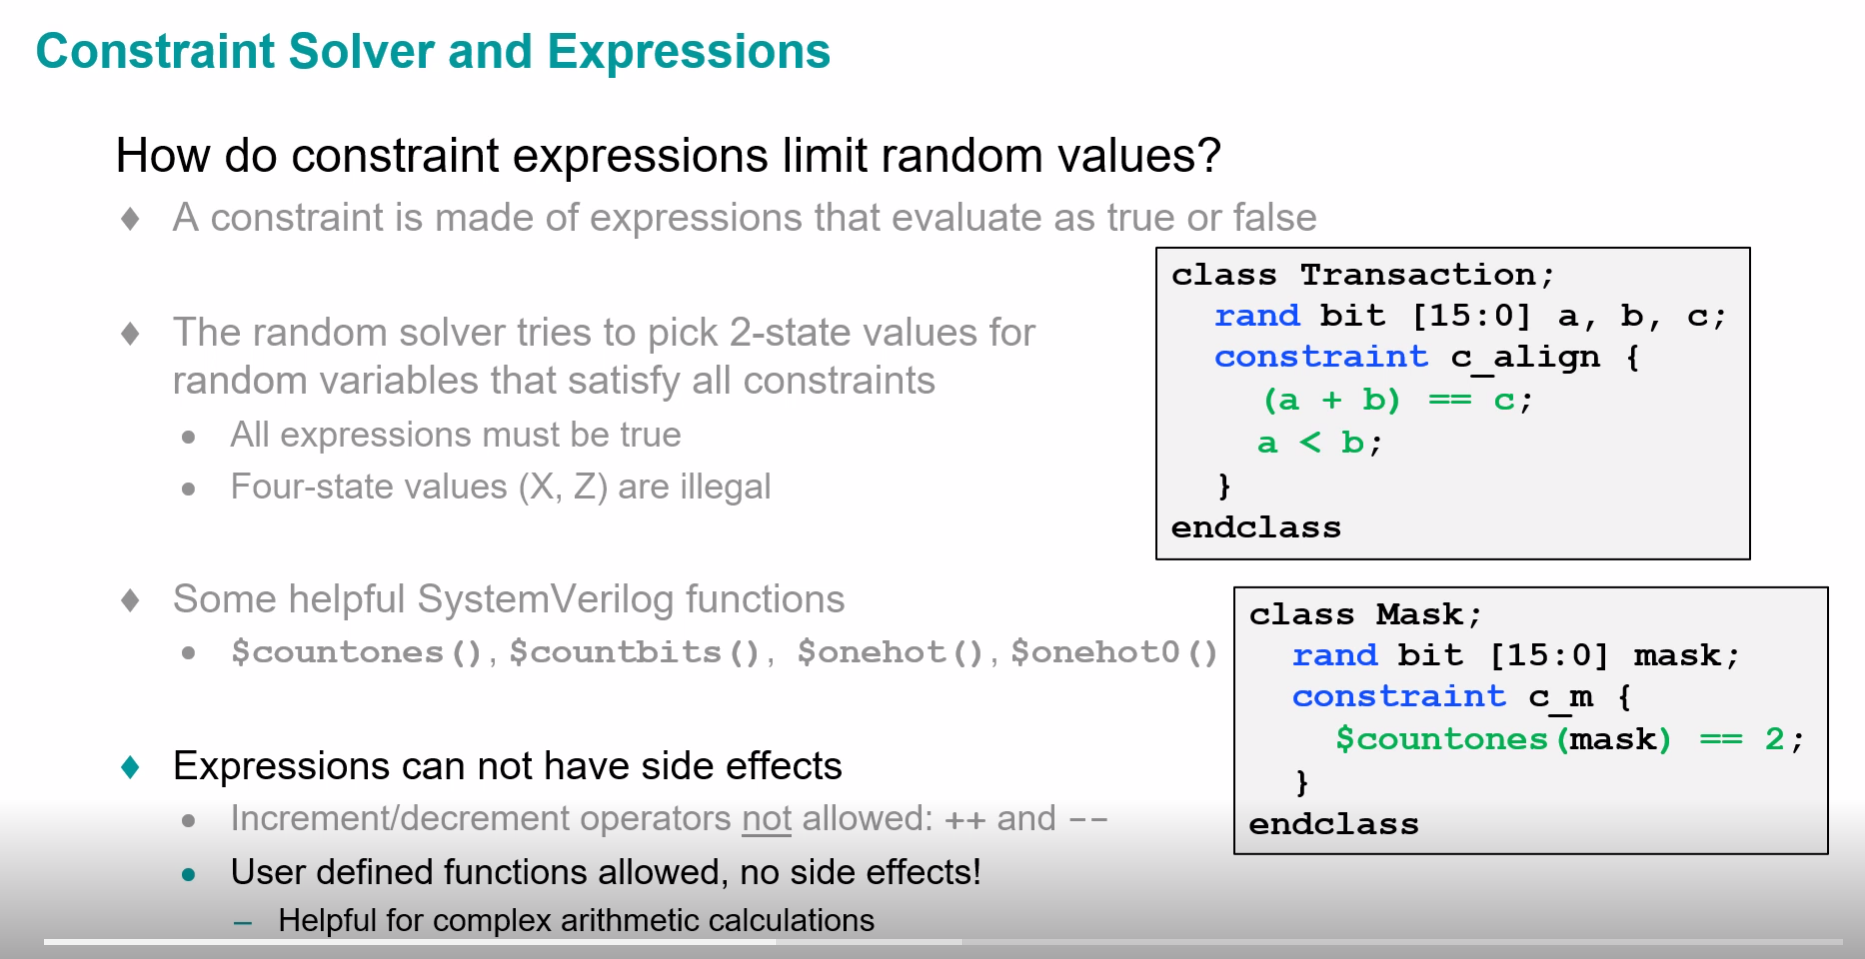 Constraint Solver and Expressions
How do constraint expressions limit random values?
♦ A constraint is made of expressions that evaluate as true or false
♦ The random solver tries to pick 2-state values for
random variables that satisfy all constraints
• All expressions must be true
• Four-state values (X, Z) are illegal
♦ Some helpful SystemVerilog functions
• $countones(), $countbits(), $onehot(), $onehot0()
♦ Expressions can not have side effects
• Increment/decrement operators not allowed: ++ and --
• User defined functions allowed, no side effects!
– Helpful for complex arithmetic calculations
class Transaction;
rand bit [15:0] a, b, c;
constraint c_align {
(a + b) == c;
a < b;
}
endclass
class Mask;
rand bit [15:0] mask;
constraint c_m {
$countones(mask) == 2;
}
endclass